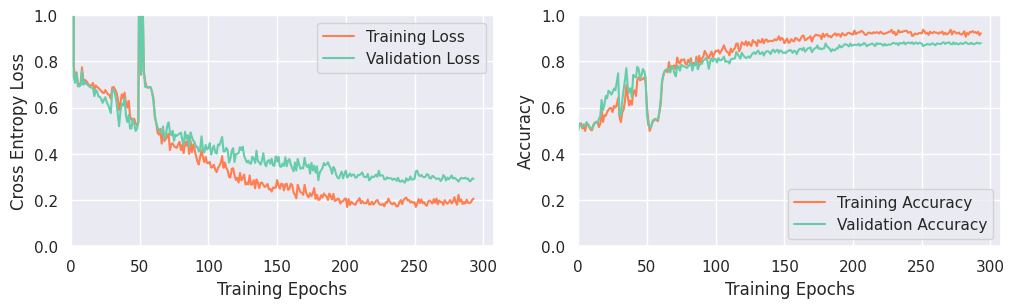 Cross Entropy Loss
1.0
0.8
0.6
0.4
0.2
0.0
0 50 100 150 200 250 300
Training Epochs
Training Loss
Validation Loss
Accuracy
1.0
0.8
0.6
0.4
0.2
0.0
0 50 100 150 200 250 300
Training Epochs
Training Accuracy
Validation Accuracy